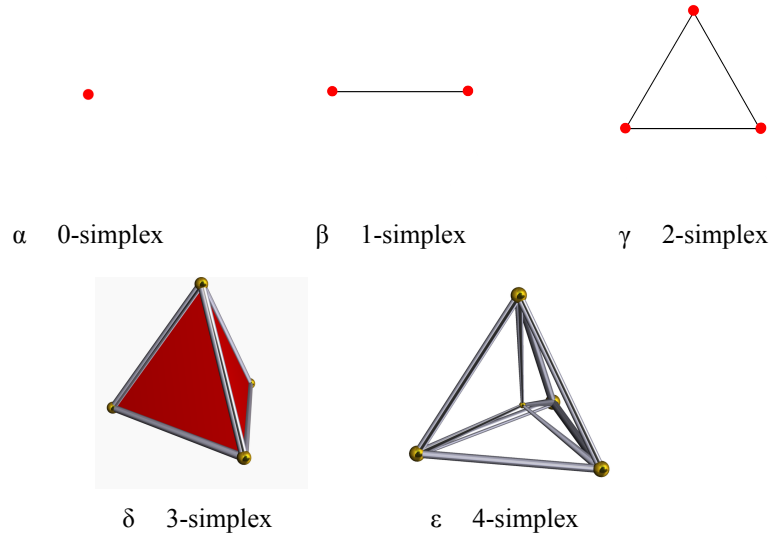 α 0-simplex
β 1-simplex
γ 2-simplex
δ 3-simplex
ε 4-simplex